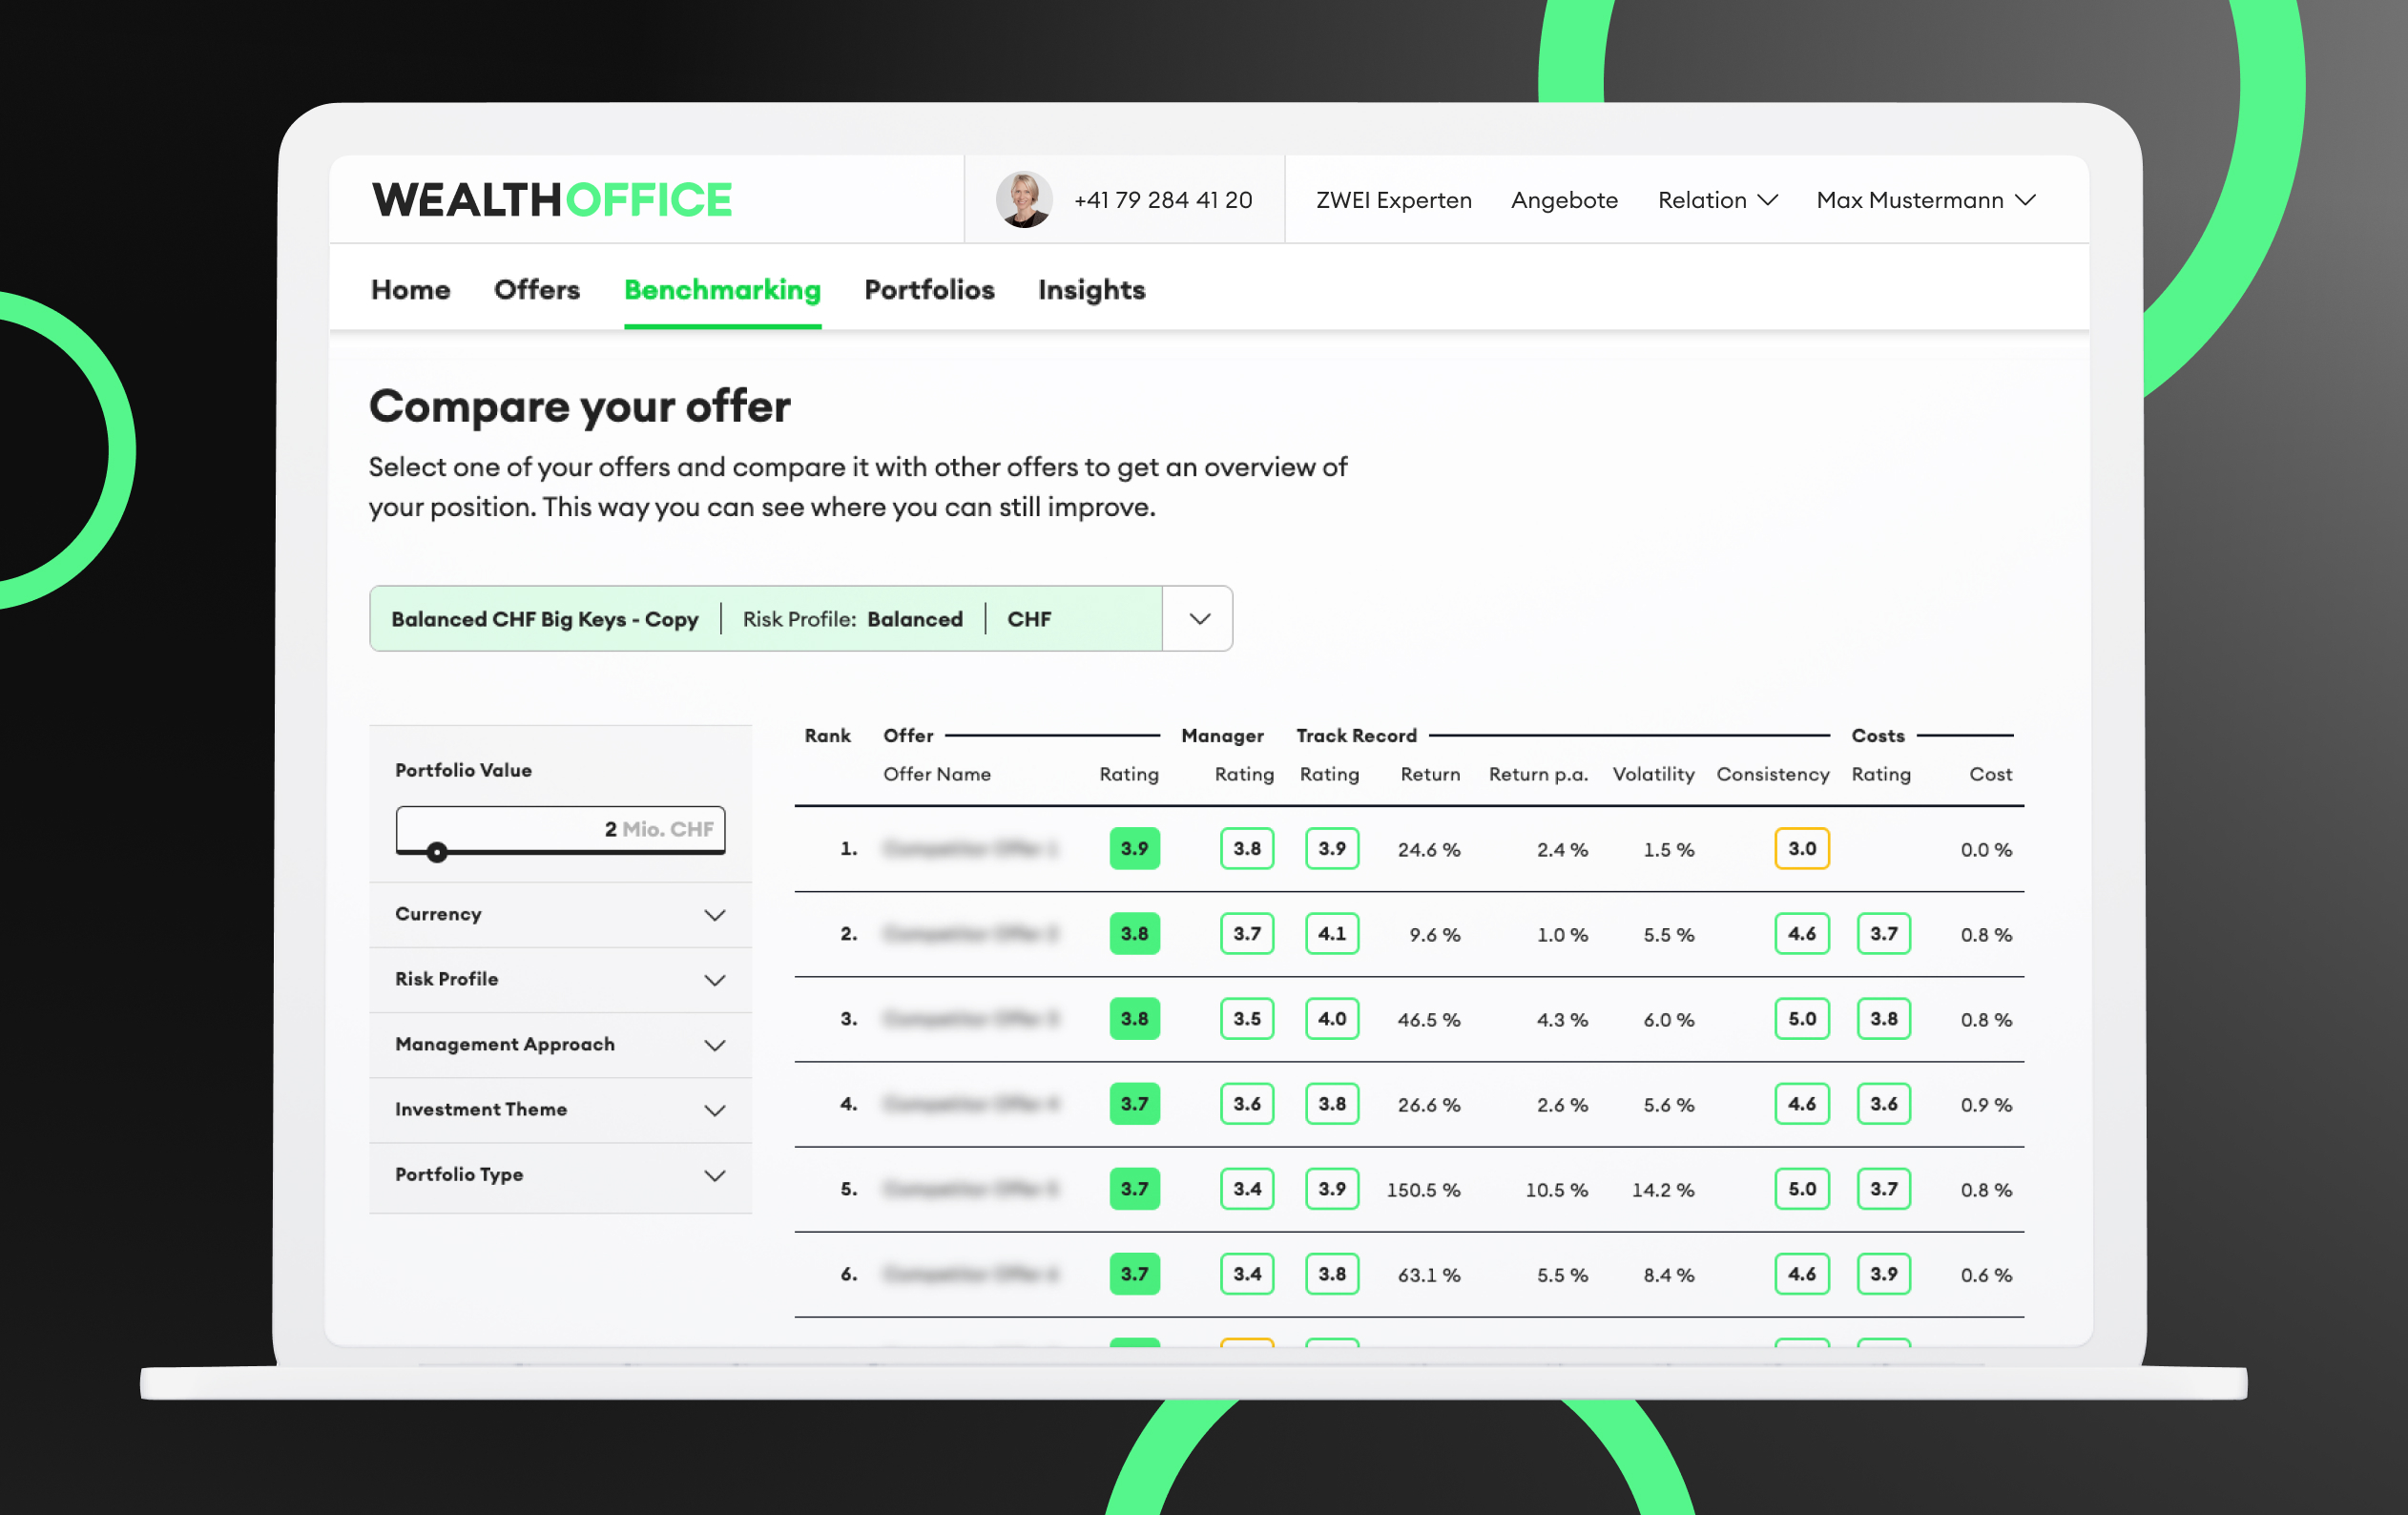 WEALTHOFFICE
+41 79 284 41 20
ZWEI Experten
Angebote
Relation
Max Mustermann
Home Offers Benchmarking Portfolios Insights
Compare your offer
Select one of your offers and compare it with other offers to get an overview of
your position. This way you can see where you can still improve.
Balanced CHF Big Keys - Copy | Risk Profile: Balanced | CHF
Portfolio Value
2 Mio. CHF
Currency
Risk Profile
Management Approach
Investment Theme
Portfolio Type
Rank Offer Manager Track Record Costs
Offer Name Rating Rating Rating Return Return p.a. Volatility Consistency Rating Cost
1. 3.9 3.8 3.9 24.6 % 2.4 % 1.5 % 3.0 0.0 %
2. 3.8 3.7 4.1 9.6 % 1.0 % 5.5 % 4.6 3.7 0.8 %
3. 3.8 3.5 4.0 46.5 % 4.3 % 6.0 % 5.0 3.8 0.8 %
4. 3.7 3.6 3.8 26.6 % 2.6 % 5.6 % 4.6 3.6 0.9 %
5. 3.7 3.4 3.9 150.5 % 10.5 % 14.2 % 5.0 3.7 0.8 %
6. 3.7 3.4 3.8 63.1 % 5.5 % 8.4 % 4.6 3.9 0.6 %